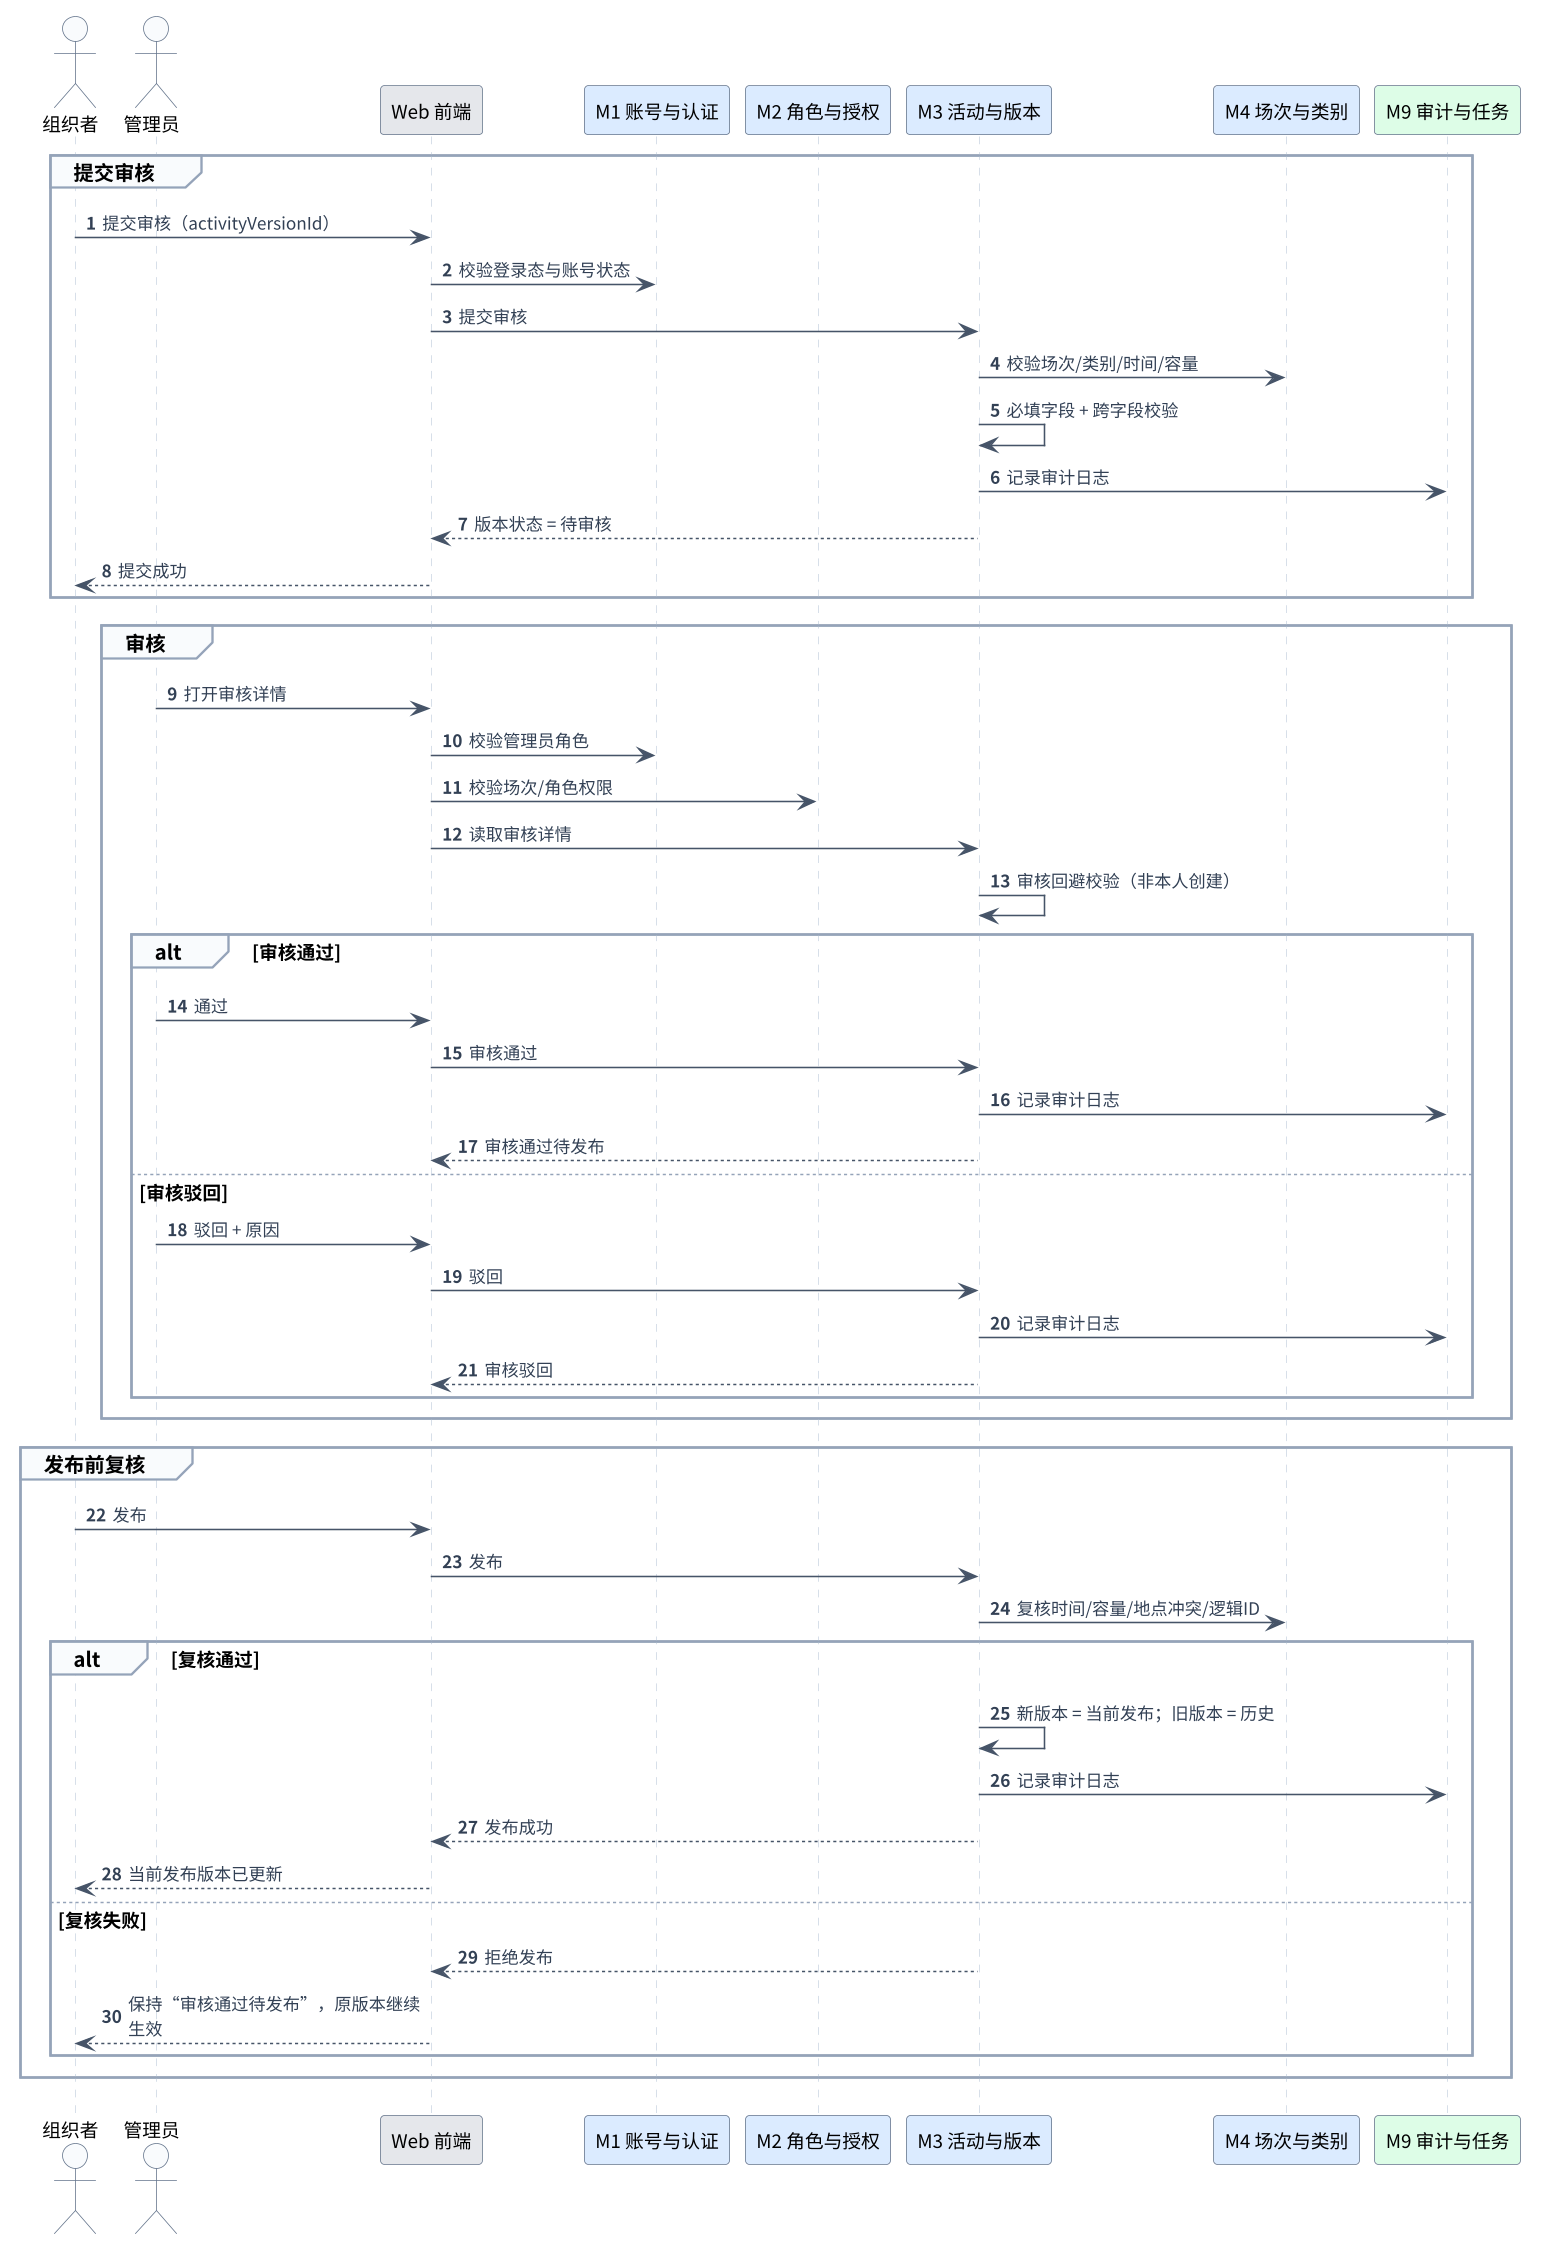 组织者
管理员
Web 前端
M1 账号与认证
M2 角色与授权
M3 活动与版本
M4 场次与类别
M9 审计与任务
提交审核
1 提交审核（activityVersionId）
2 校验登录态与账号状态
3 提交审核
4 校验场次/类别/时间/容量
5 必填字段 + 跨字段校验
6 记录审计日志
7 版本状态 = 待审核
8 提交成功
审核
9 打开审核详情
10 校验管理员角色
11 校验场次/角色权限
12 读取审核详情
13 审核回避校验（非本人创建）
alt [审核通过]
14 通过
15 审核通过
16 记录审计日志
17 审核通过待发布
[审核驳回]
18 驳回 + 原因
19 驳回
20 记录审计日志
21 审核驳回
发布前复核
22 发布
23 发布
24 复核时间/容量/地点冲突/逻辑ID
alt [复核通过]
25 新版本 = 当前发布；旧版本 = 历史
26 记录审计日志
27 发布成功
28 当前发布版本已更新
[复核失败]
29 拒绝发布
30 保持“审核通过待发布”，原版本继续
生效
组织者
管理员
Web 前端
M1 账号与认证
M2 角色与授权
M3 活动与版本
M4 场次与类别
M9 审计与任务